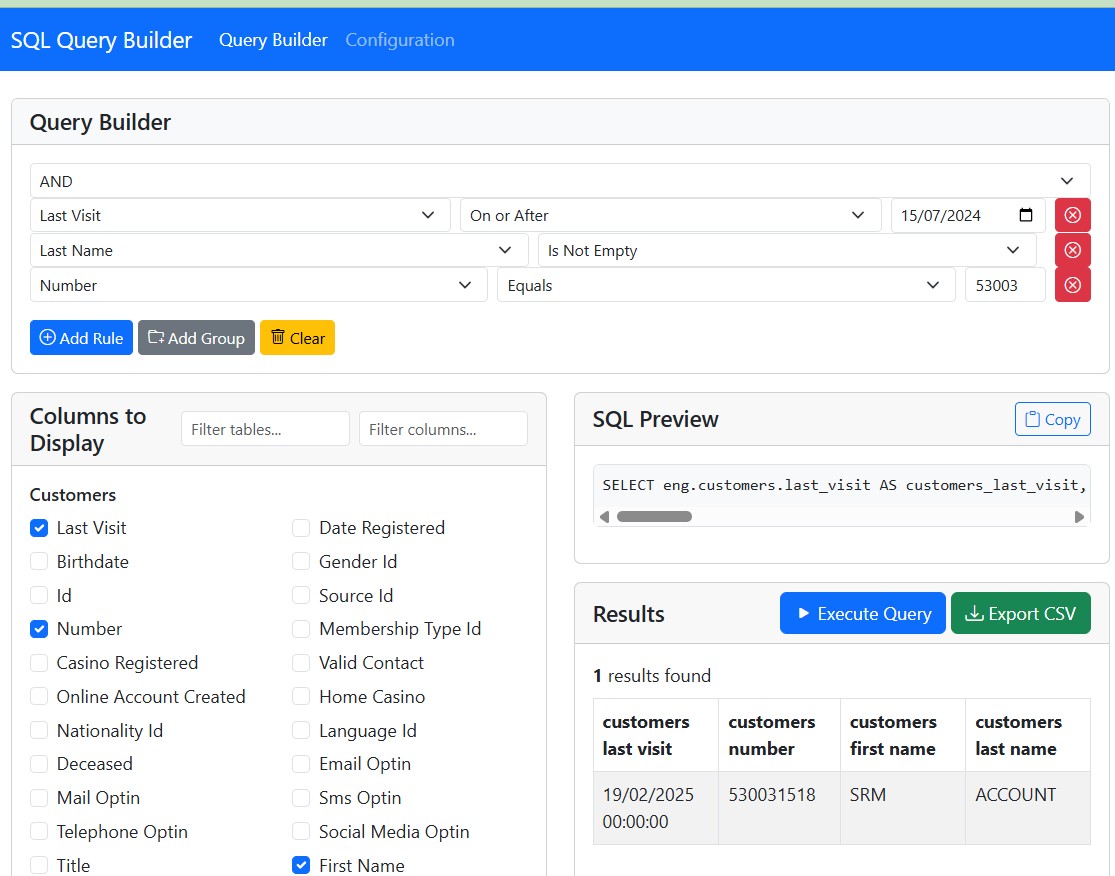 SQL Query Builder Query Builder Configuration
Query Builder
AND
Last Visit On or After 15/07/2024
Last Name Is Not Empty
Number Equals 53003
Add Rule Add Group Clear
Columns to
Display
Filter tables... Filter columns...
Customers
Last Visit Date Registered
Birthdate Gender Id
Id Source Id
Number Membership Type Id
Casino Registered Valid Contact
Online Account Created Home Casino
Nationality Id Language Id
Deceased Email Optin
Mail Optin Sms Optin
Telephone Optin Social Media Optin
Title First Name
SQL Preview Copy
SELECT eng.customers.last_visit AS customers_last_visit,
Results Execute Query Export CSV
1 results found
customers customers customers customers
last visit number first name last name
19/02/2025 530031518 SRM ACCOUNT
00:00:00